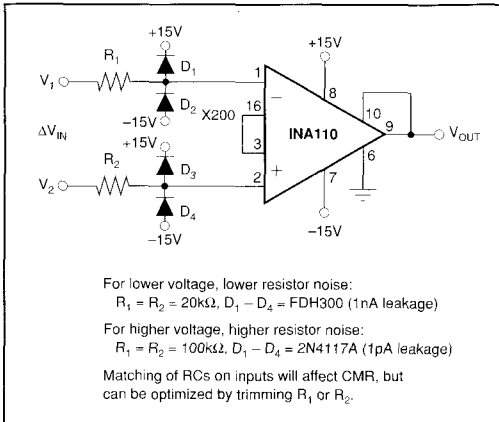 +15V
+15V
R1
D1
V1
1
8
D2
16
X200
10
−15V
−
ΔVIN
INA110
9
VOUT
+15V
3
6
R2
D3
+
V2
2
7
D4
−15V
−15V
For lower voltage, lower resistor noise:
R1 = R2 = 20kΩ, D1 – D4 = FDH300 (1nA leakage)
For higher voltage, higher resistor noise:
R1 = R2 = 100kΩ, D1 – D4 = 2N4117A (1pA leakage)
Matching of RCs on inputs will affect CMR, but
can be optimized by trimming R1 or R2.